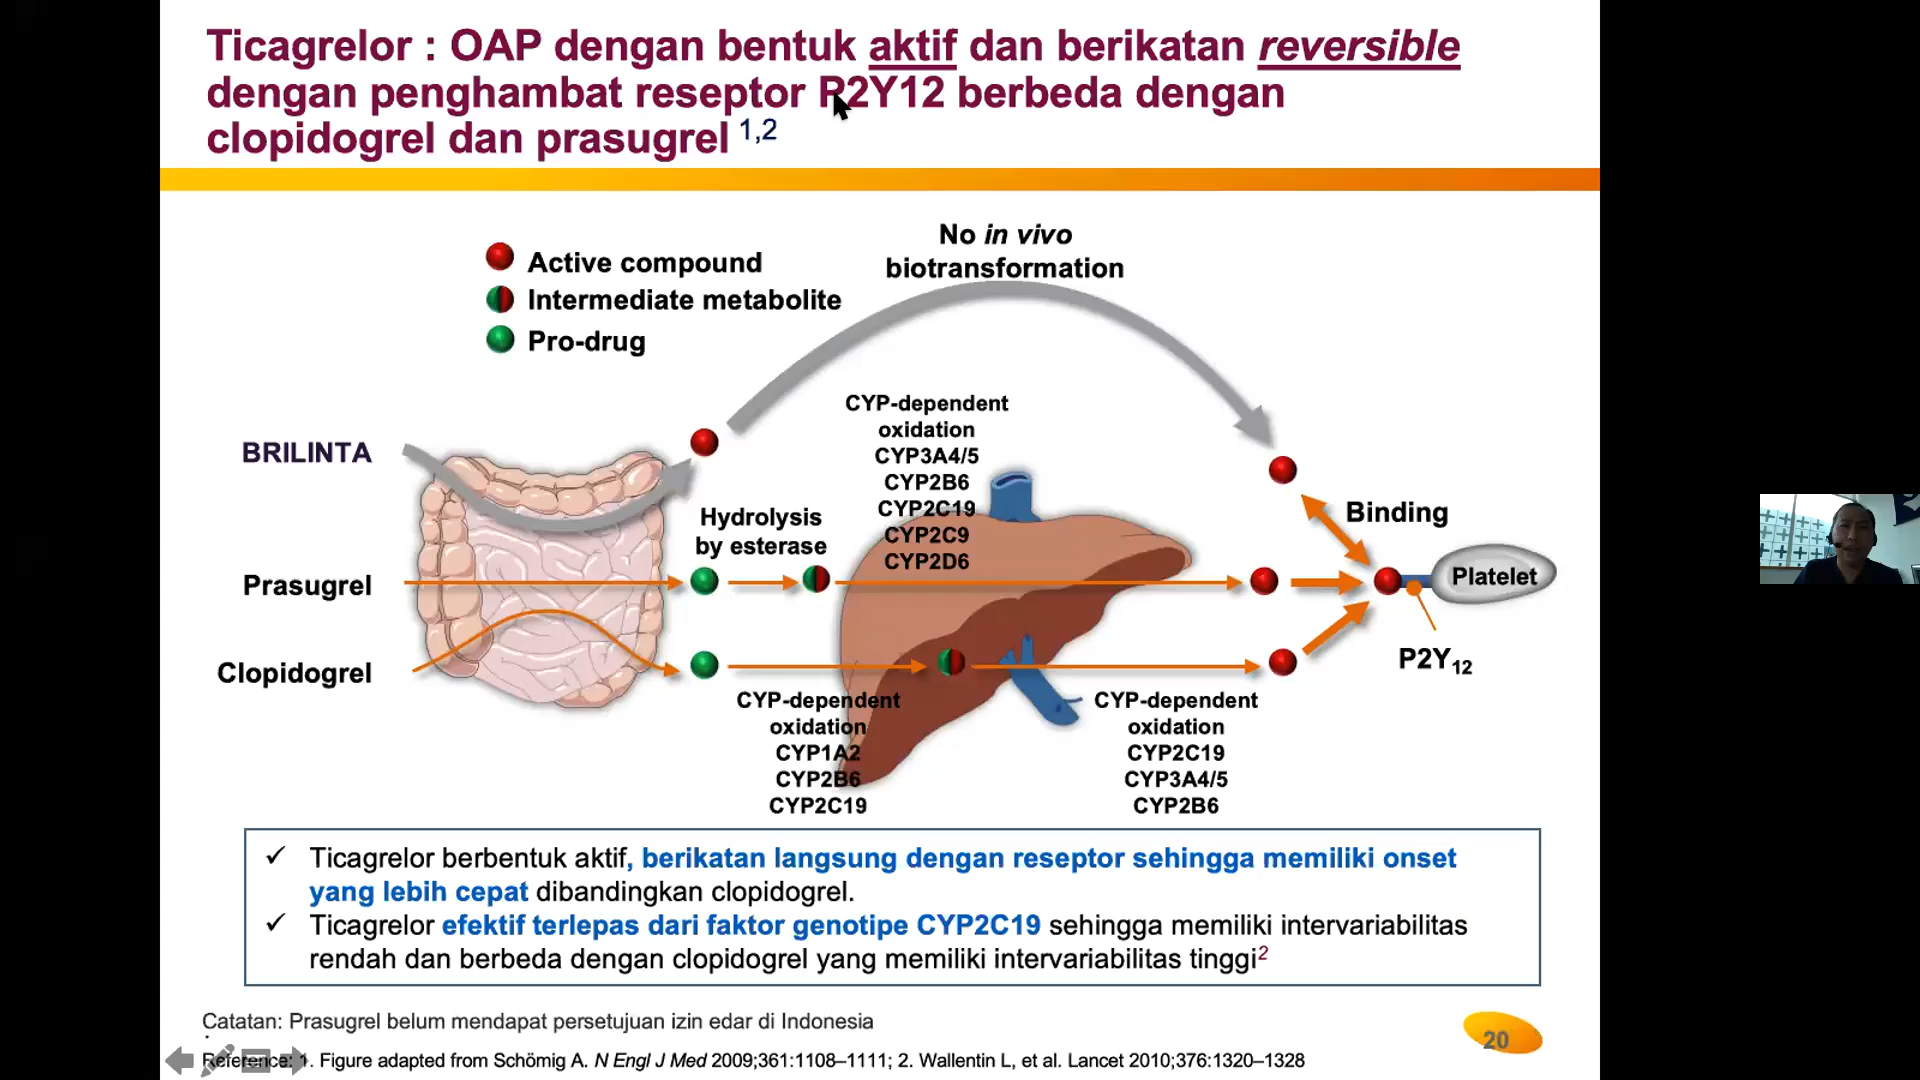 Ticagrelor : OAP dengan bentuk aktif dan berikatan reversible
dengan penghambat reseptor P2Y12 berbeda dengan
clopidogrel dan prasugrel 1,2
No in vivo
biotransformation
Active compound
Intermediate metabolite
Pro-drug
CYP-dependent
oxidation
CYP3A4/5
CYP2B6
CYP2C19
CYP2C9
CYP2D6
BRILINTA
Hydrolysis
by esterase
Binding
Prasugrel
Platelet
P2Y12
Clopidogrel
CYP-dependent
oxidation
CYP1A2
CYP2B6
CYP2C19
CYP-dependent
oxidation
CYP2C19
CYP3A4/5
CYP2B6
✓ Ticagrelor berbentuk aktif, berikatan langsung dengan reseptor sehingga memiliki onset
yang lebih cepat dibandingkan clopidogrel.
✓ Ticagrelor efektif terlepas dari faktor genotipe CYP2C19 sehingga memiliki intervariabilitas
rendah dan berbeda dengan clopidogrel yang memiliki intervariabilitas tinggi2
Catatan: Prasugrel belum mendapat persetujuan izin edar di Indonesia
.
Reference: 1. Figure adapted from Schömig A. N Engl J Med 2009;361:1108–1111; 2. Wallentin L, et al. Lancet 2010;376:1320–1328
20